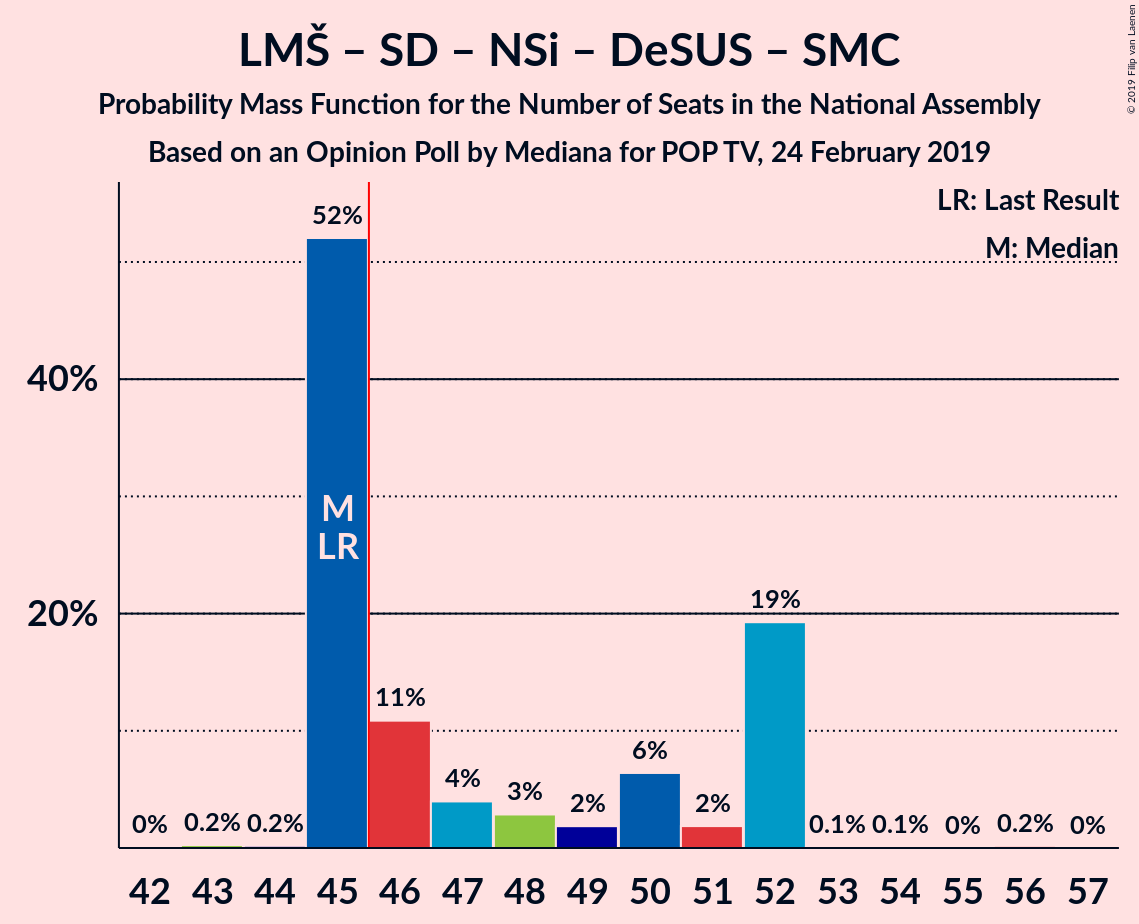 LMŠ – SD – NSi – DeSUS – SMC
Probability Mass Function for the Number of Seats in the National Assembly
Based on an Opinion Poll by Mediana for POP TV, 24 February 2019
© 2019 Filip van Laenen
LR: Last Result
M: Median
52%
40%
M
LR
20%
19%
11%
6%
4%
3%
2%
2%
0%
0.2%
0.2%
0.1%
0.1%
0%
0.2%
0%
42 43 44 45 46 47 48 49 50 51 52 53 54 55 56 57